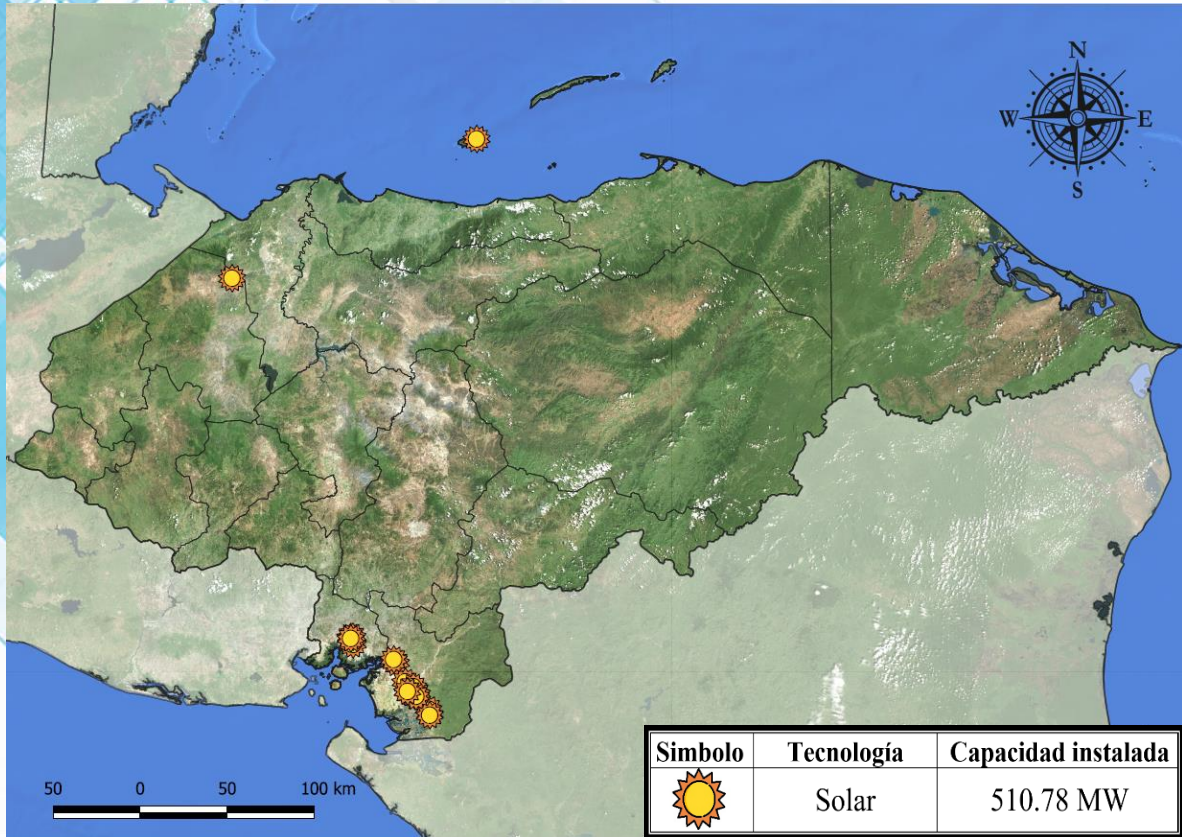 N
W E
S
50 0 50 100 km
Simbolo Tecnología Capacidad instalada
Solar 510.78 MW